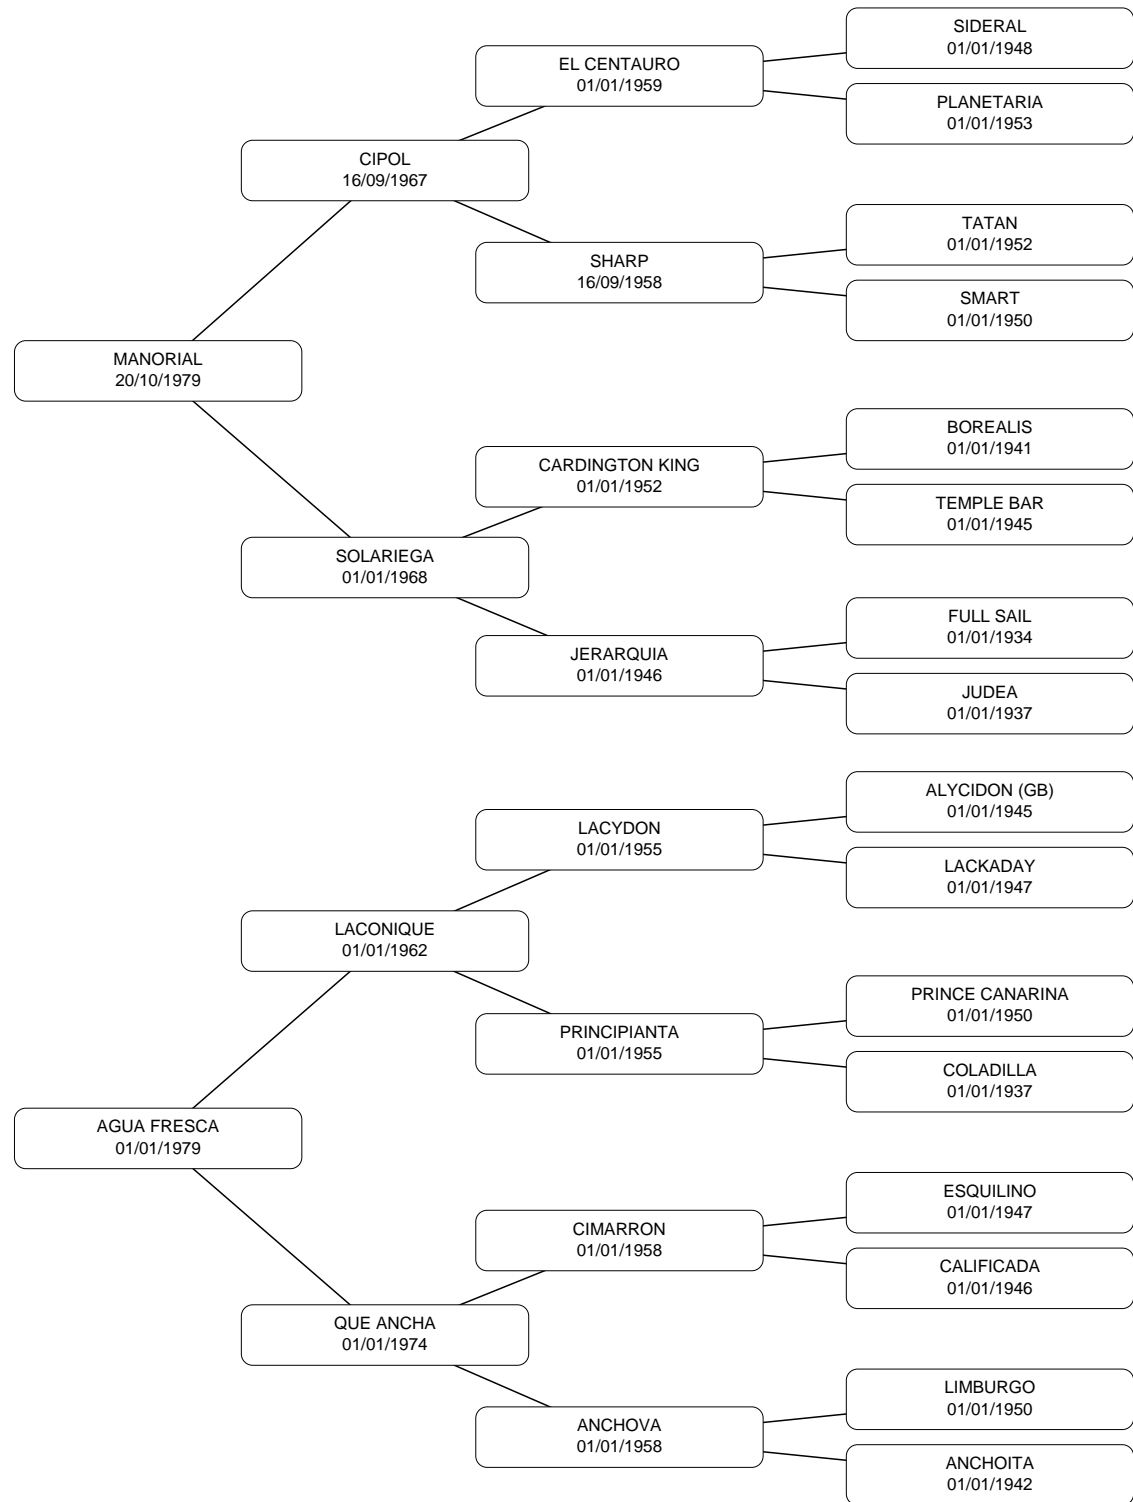 SIDERAL
01/01/1948
EL CENTAURO
01/01/1959
PLANETARIA
01/01/1953
CIPOL
16/09/1967
TATAN
01/01/1952
SHARP
16/09/1958
SMART
01/01/1950
MANORIAL
20/10/1979
BOREALIS
01/01/1941
CARDINGTON KING
01/01/1952
TEMPLE BAR
01/01/1945
SOLARIEGA
01/01/1968
FULL SAIL
01/01/1934
JERARQUIA
01/01/1946
JUDEA
01/01/1937
ALYCIDON (GB)
01/01/1945
LACYDON
01/01/1955
LACKADAY
01/01/1947
LACONIQUE
01/01/1962
PRINCE CANARINA
01/01/1950
PRINCIPIANTA
01/01/1955
COLADILLA
01/01/1937
AGUA FRESCA
01/01/1979
ESQUILINO
01/01/1947
CIMARRON
01/01/1958
CALIFICADA
01/01/1946
QUE ANCHA
01/01/1974
LIMBURGO
01/01/1950
ANCHOVA
01/01/1958
ANCHOITA
01/01/1942